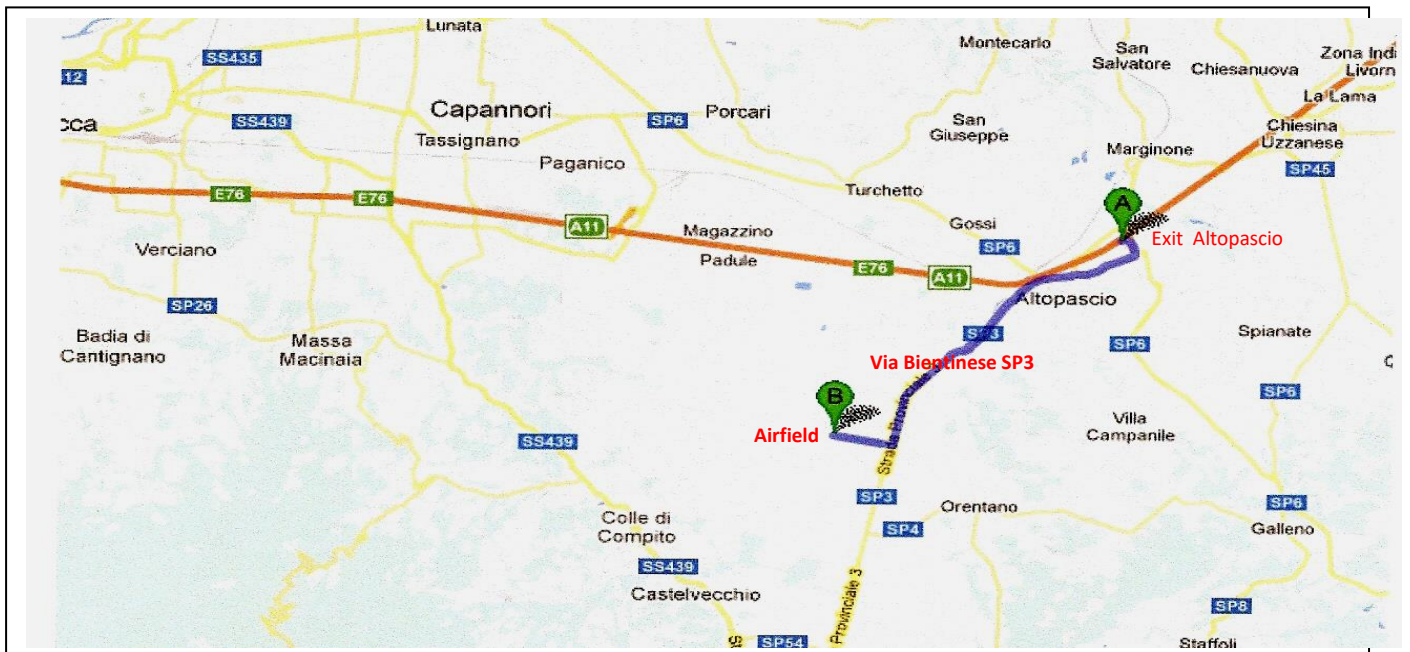 Lunata
Montecarlo
San
Salvatore
Zona Indi
Livorn
SS435
Chiesanuova
12
La Lama
Capannori
Porcari
cca
SS439
SP6
San
Giuseppe
Chiesina
Uzzanese
Tassignano
Marginone
Paganico
SP45
Turchetto
E76
E76
A
A11
Gossi
Magazzino
Padule
SP6
Exit Altopascio
Verciano
E76
A11
SP26
Altopascio
Badia di
Cantignano
Massa
Macinaia
SP3
Spianate
SP6
Via Bientinese SP3
B
SP6
Airfield
Villa
Campanile
SS439
SP3
Orentano
SP6
Colle di
Compito
SP4
Galleno
SS439
Castelvecchio
Provinciale 3
SP8
SP54
Staffoli